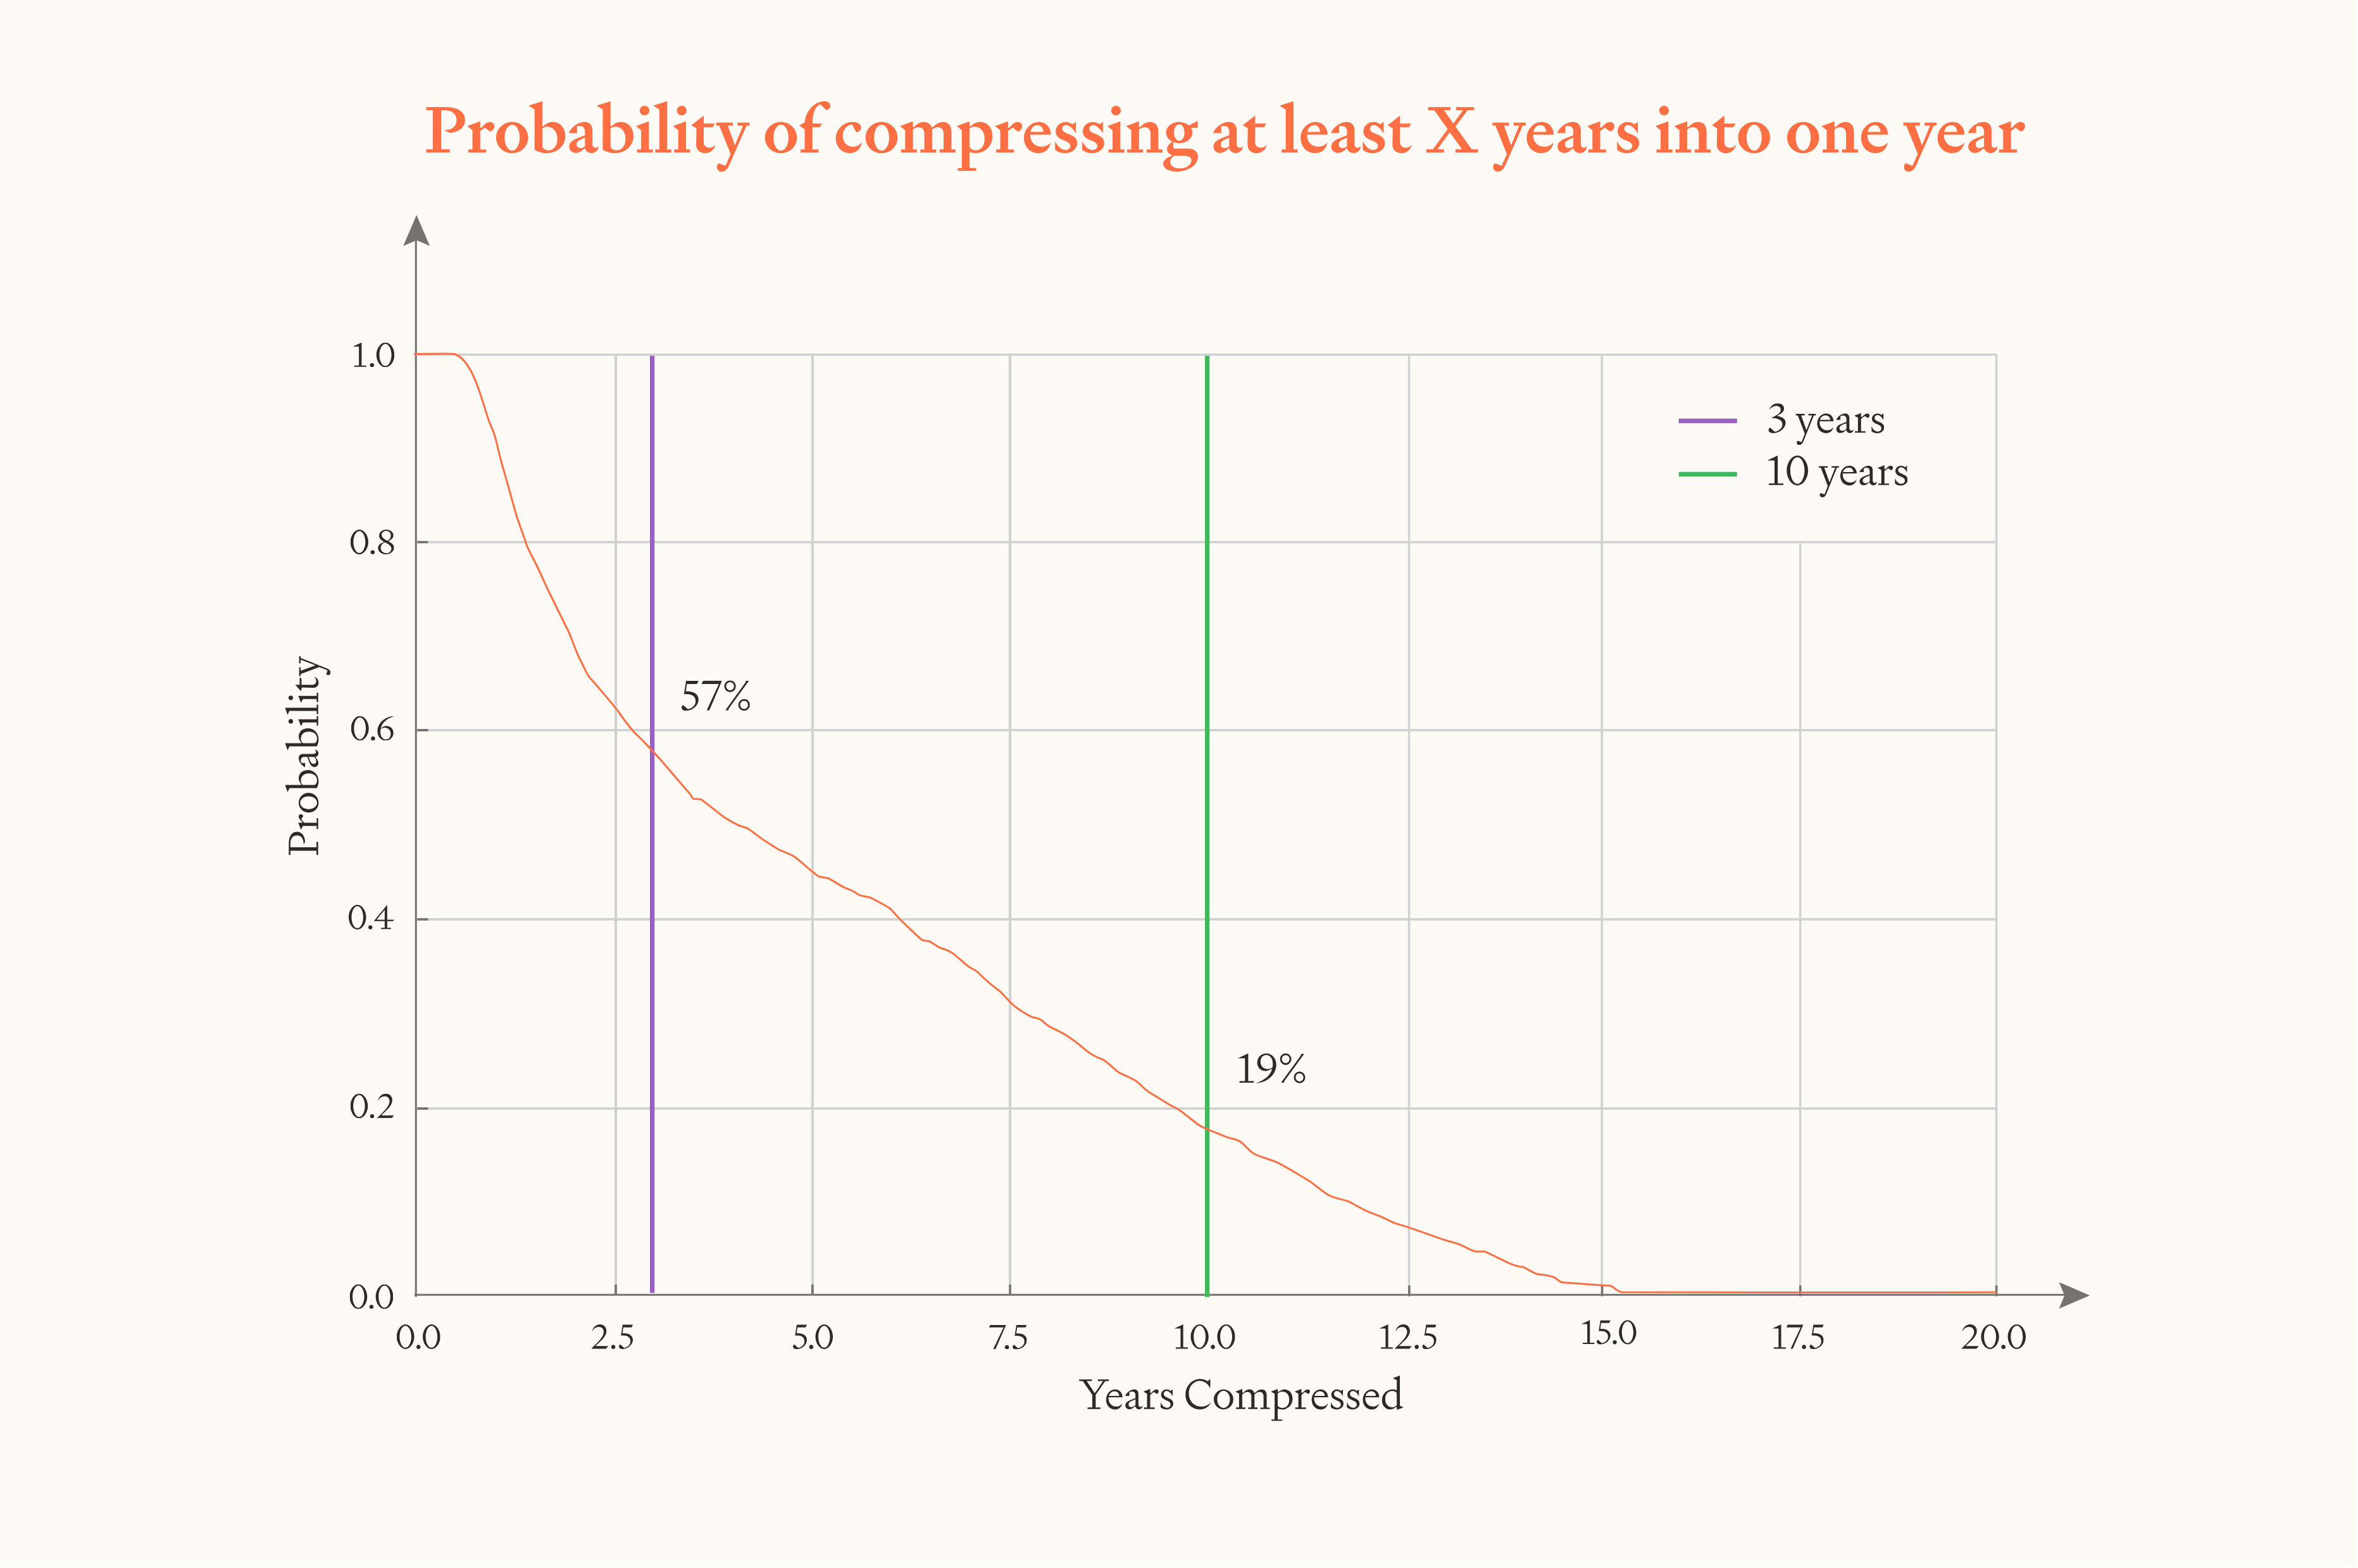 Probability of compressing at least X years into one year
1.0
3 years
10 years
0.8
57%
0.6
Probability
0.4
19%
0.2
0.0
0.0 2.5 5.0 7.5 10.0 12.5 15.0 17.5 20.0
Years Compressed